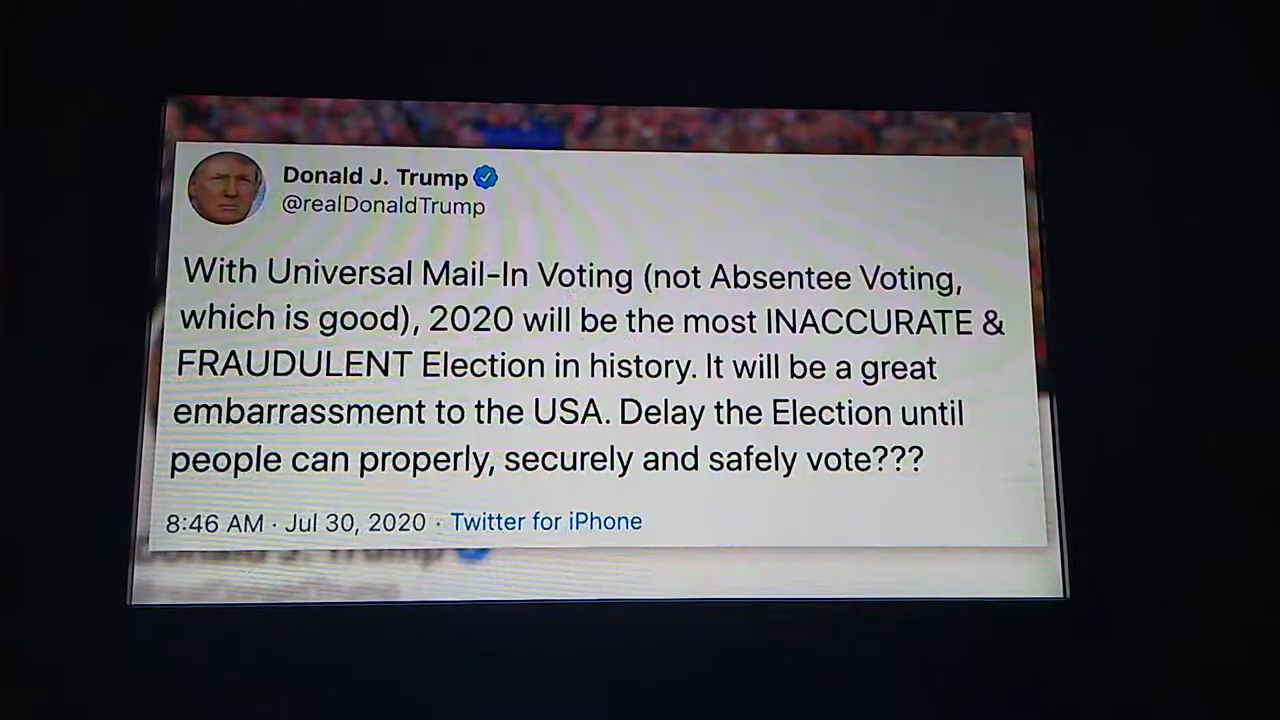 Donald J. Trump
@realDonaldTrump
With Universal Mail-In Voting (not Absentee Voting,
which is good), 2020 will be the most INACCURATE &
FRAUDULENT Election in history. It will be a great
embarrassment to the USA. Delay the Election until
people can properly, securely and safely vote???
8:46 AM · Jul 30, 2020 · Twitter for iPhone